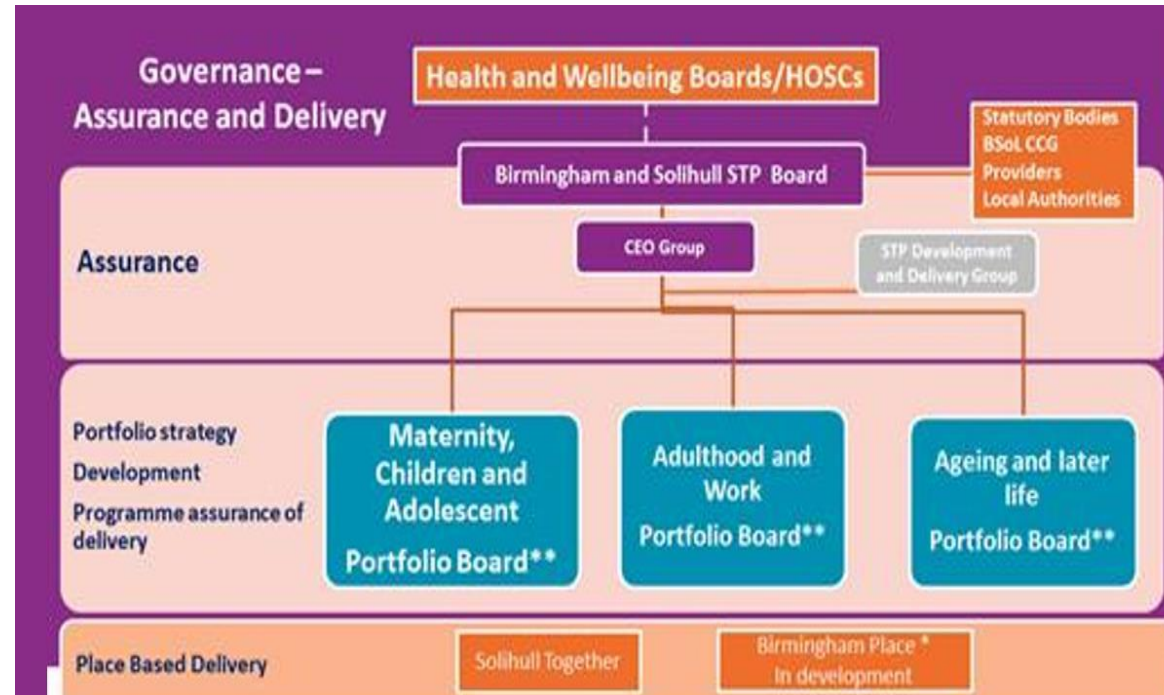 Governance –
Assurance and Delivery
Health and Wellbeing Boards/HOSCs
Statutory Bodies
BSoL CCG
Providers
Local Authorities
Birmingham and Solihull STP Board
Assurance
CEO Group
STP Development
and Delivery Group
Portfolio strategy
Development
Programme assurance of
delivery
Maternity,
Children and
Adolescent
Portfolio Board**
Adulthood and
Work
Portfolio Board**
Ageing and later
life
Portfolio Board**
Place Based Delivery
Solihull Together
Birmingham Place *
In development